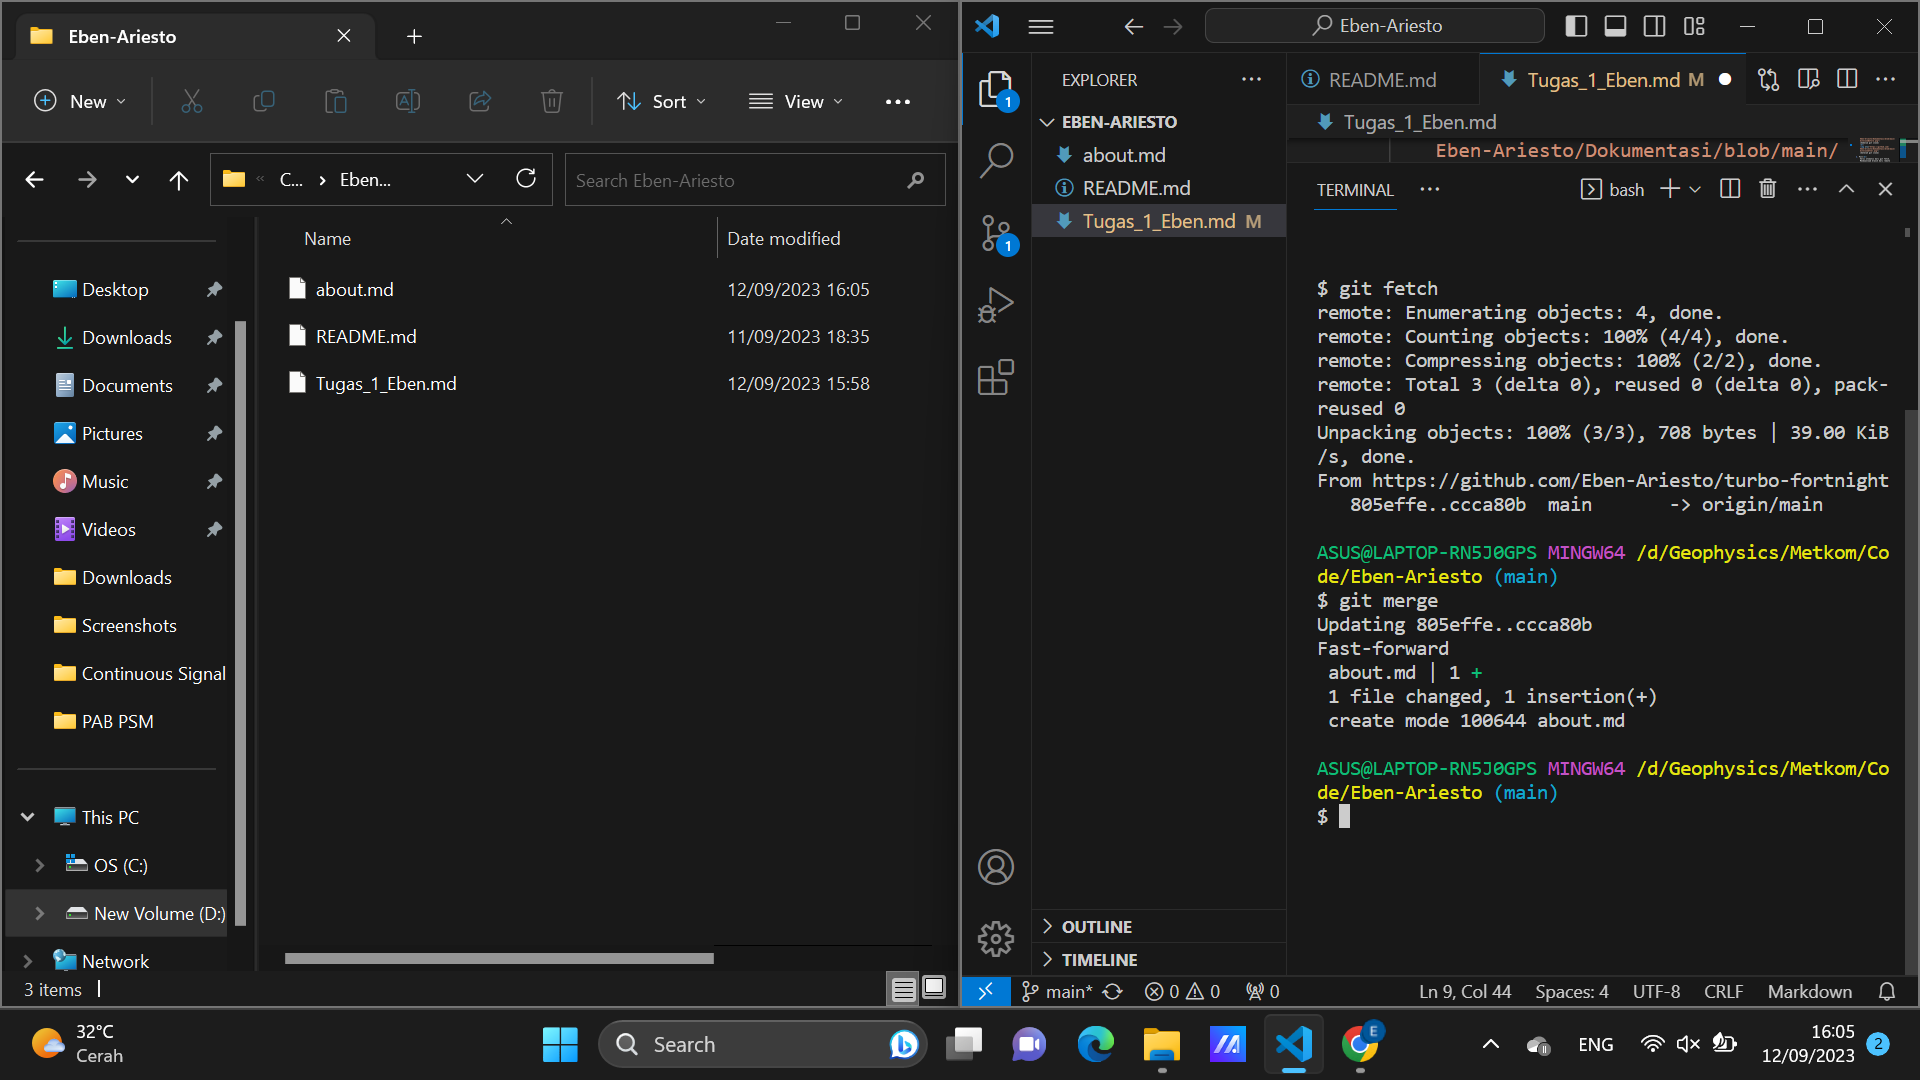 Eben-Ariesto
New
Sort
View
C...
Eben...
Search Eben-Ariesto
Name
Date modified
about.md
12/09/2023 16:05
README.md
11/09/2023 18:35
Tugas_1_Eben.md
12/09/2023 15:58
Desktop
Downloads
Documents
Pictures
Music
Videos
Downloads
Screenshots
Continuous Signal
PAB PSM
This PC
OS (C:)
New Volume (D:)
Network
3 items
Eben-Ariesto
EXPLORER
1
1
EBEN-ARIESTO
about.md
README.md
Tugas_1_Eben.md M
OUTLINE
TIMELINE
README.md
Tugas_1_Eben.md M
Tugas_1_Eben.md
Eben-Ariesto/Dokumentasi/blob/main/
TERMINAL
bash
$ git fetch
remote: Enumerating objects: 4, done.
remote: Counting objects: 100% (4/4), done.
remote: Compressing objects: 100% (2/2), done.
remote: Total 3 (delta 0), reused 0 (delta 0), pack-
reused 0
Unpacking objects: 100% (3/3), 708 bytes | 39.00 KiB
/s, done.
From https://github.com/Eben-Ariesto/turbo-fortnight
805effe..ccca80b main -> origin/main
ASUS@LAPTOP-RN5J0GPS MINGW64 /d/Geophysics/Metkom/Co
de/Eben-Ariesto (main)
$ git merge
Updating 805effe..ccca80b
Fast-forward
about.md | 1 +
1 file changed, 1 insertion(+)
create mode 100644 about.md
ASUS@LAPTOP-RN5J0GPS MINGW64 /d/Geophysics/Metkom/Co
de/Eben-Ariesto (main)
$
main*
0
0
0
Ln 9, Col 44
Spaces: 4
UTF-8
CRLF
Markdown
32°C
Cerah
Search
E
ENG
16:05
12/09/2023
2